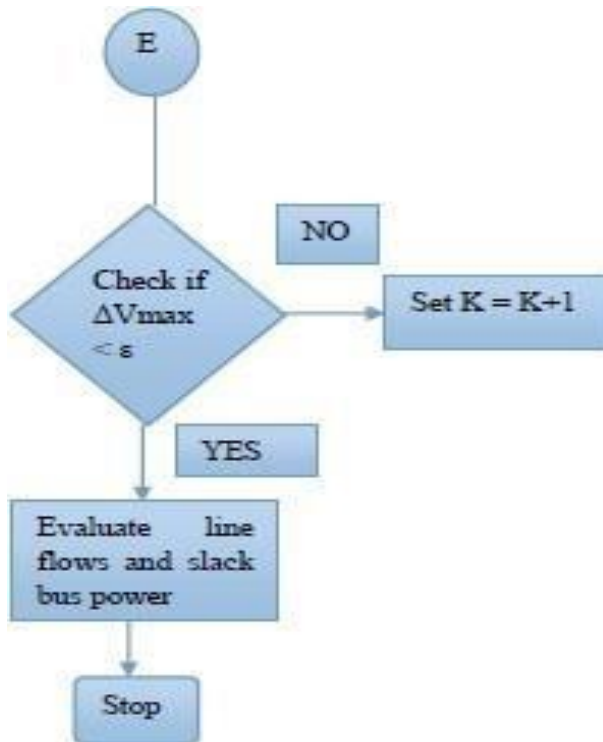 E
NO
Check if
ΔVmax
< ε
Set K = K+1
YES
Evaluate line
flows and slack
bus power
Stop